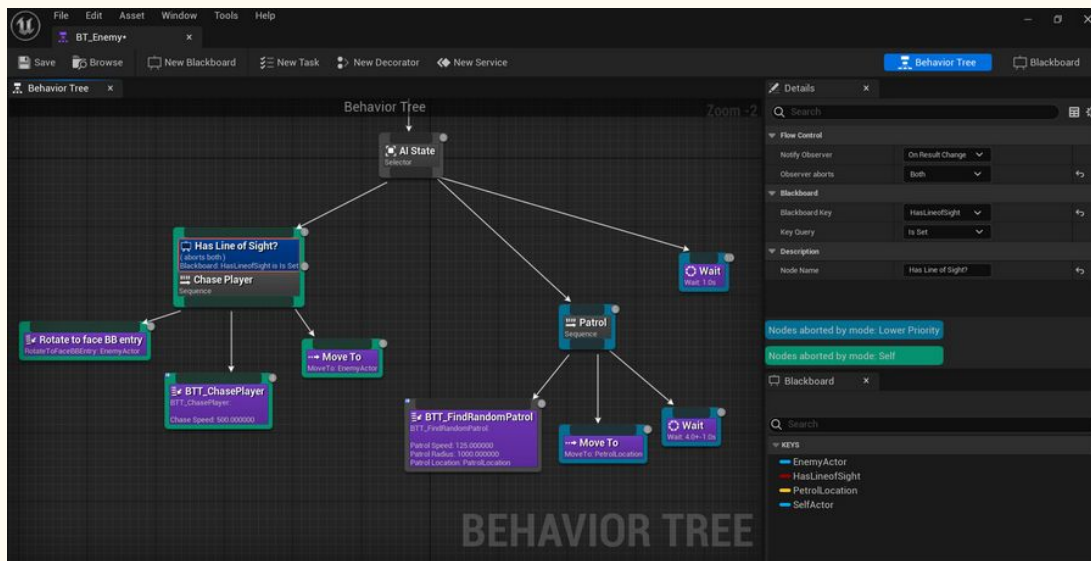 File Edit Asset Window Tools Help
BT_Enemy*
Save Browse New Blackboard New Task New Decorator New Service Behavior Tree Blackboard
Behavior Tree
Behavior Tree
Zoom -2
AI State
Selector
Has Line of Sight?
( aborts both )
Blackboard: HasLineofSight is Is Set
Chase Player
Sequence
Rotate to face BB entry
RotateToFaceBBEntry: EnemyActor
BTT_ChasePlayer
BTT_ChasePlayer:
Chase Speed: 500.000000
Move To
MoveTo: EnemyActor
Patrol
Sequence
BTT_FindRandomPatrol
BTT_FindRandomPatrol:
Patrol Speed: 125.000000
Patrol Radius: 1000.000000
Patrol Location: PatrolLocation
Move To
MoveTo: PetrolLocation
Wait
Wait: 4.0+-1.0s
Wait
Wait: 1.0s
BEHAVIOR TREE
Details
Search
Flow Control
Notify Observer On Result Change
Observer aborts Both
Blackboard
Blackboard Key HasLineofSight
Key Query Is Set
Description
Node Name Has Line of Sight?
Nodes aborted by mode: Lower Priority
Nodes aborted by mode: Self
Blackboard
Search
KEYS
EnemyActor
HasLineofSight
PetrolLocation
SelfActor